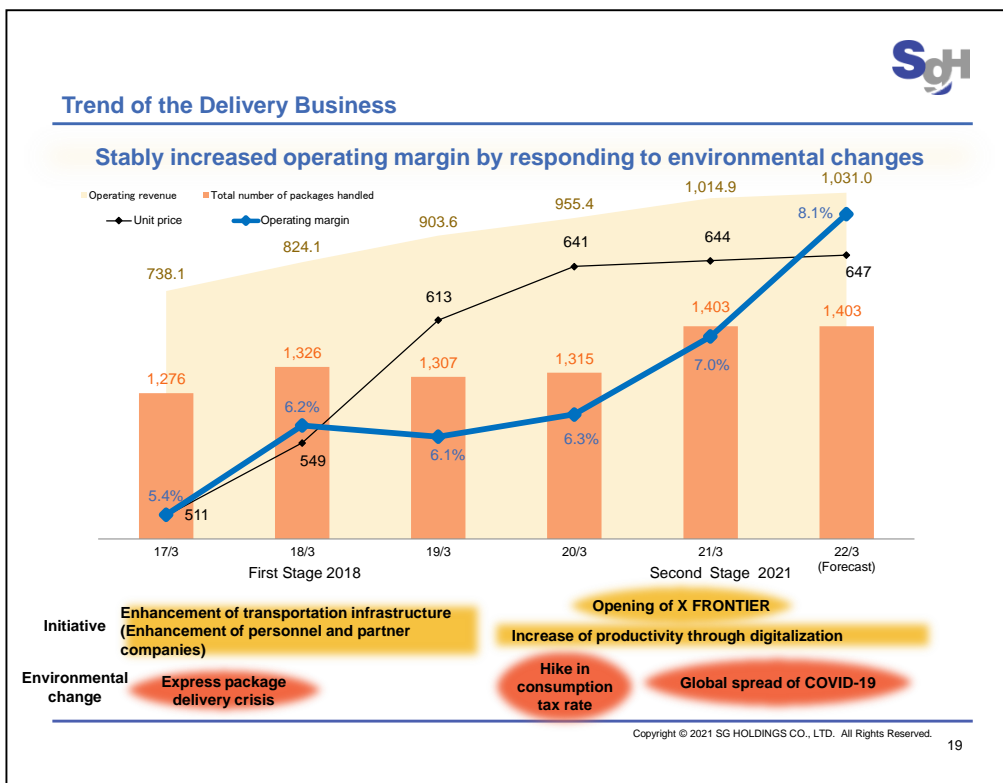 SgH
Trend of the Delivery Business
Stably increased operating margin by responding to environmental changes
Operating revenue
Total number of packages handled
Unit price
Operating margin
738.1
824.1
903.6
955.4
1,014.9
1,031.0
8.1%
613
641
644
647
1,276
1,326
1,307
1,315
1,403
1,403
5.4%
6.2%
6.1%
6.3%
7.0%
511
549
17/3
18/3
19/3
20/3
21/3
22/3
(Forecast)
First Stage 2018
Second Stage 2021
Initiative
Enhancement of transportation infrastructure
(Enhancement of personnel and partner
companies)
Opening of X FRONTIER
Increase of productivity through digitalization
Environmental
change
Express package
delivery crisis
Hike in
consumption
tax rate
Global spread of COVID-19
Copyright © 2021 SG HOLDINGS CO., LTD. All Rights Reserved.
19